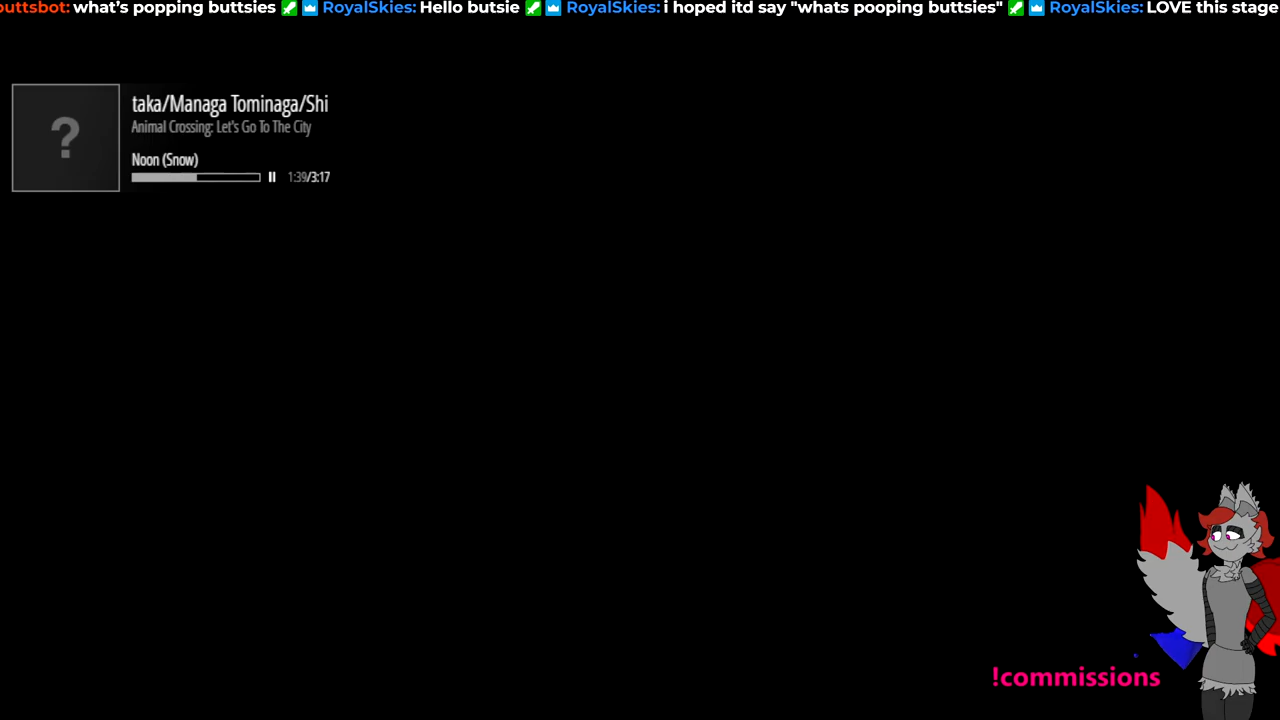 buttsbot: what's popping buttsies RoyalSkies: Hello butsie RoyalSkies: i hoped itd say "whats pooping buttsies" RoyalSkies: LOVE this stage
taka/Managa Tominaga/Shi
Animal Crossing: Let's Go To The City
?
Noon (Snow)
1:39/3:17
!commissions